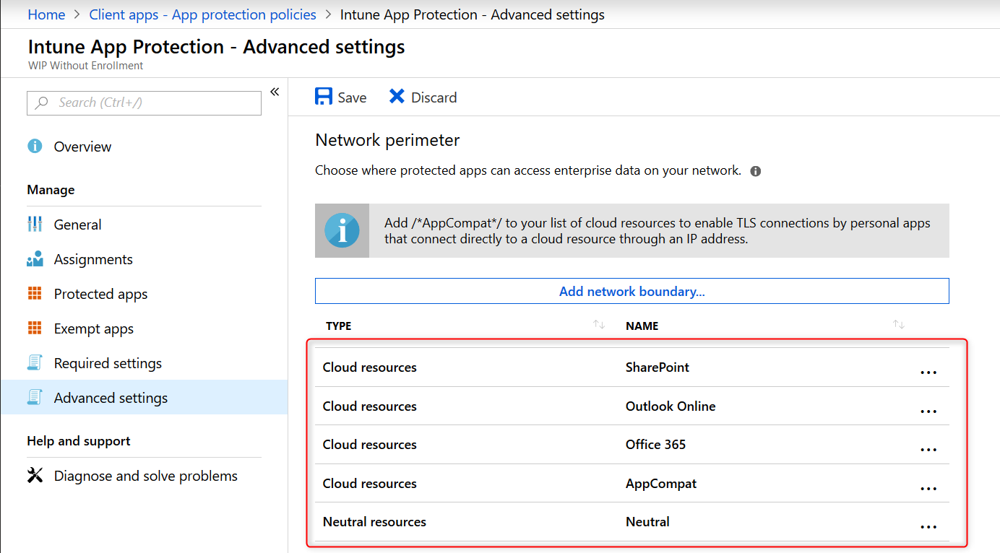 Home > Client apps - App protection policies > Intune App Protection - Advanced settings
Intune App Protection - Advanced settings
WIP Without Enrollment
Search (Ctrl+/)
«
Overview
Manage
General
Assignments
Protected apps
Exempt apps
Required settings
Advanced settings
Help and support
Diagnose and solve problems
Save Discard
Network perimeter
Choose where protected apps can access enterprise data on your network.
Add /*AppCompat*/ to your list of cloud resources to enable TLS connections by personal apps
that connect directly to a cloud resource through an IP address.
Add network boundary...
TYPE NAME
Cloud resources SharePoint ...
Cloud resources Outlook Online ...
Cloud resources Office 365 ...
Cloud resources AppCompat ...
Neutral resources Neutral ...